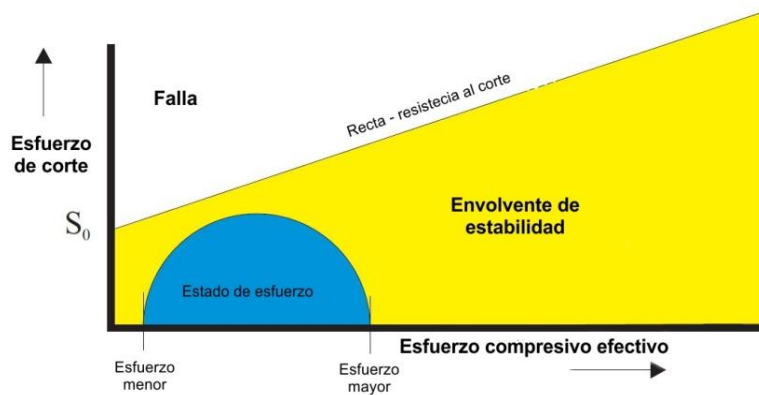 Falla
Recta - resistecia al corte
Esfuerzo
de corte
S₀
Envolvente de
estabilidad
Estado de esfuerzo
Esfuerzo compresivo efectivo
Esfuerzo
menor
Esfuerzo
mayor